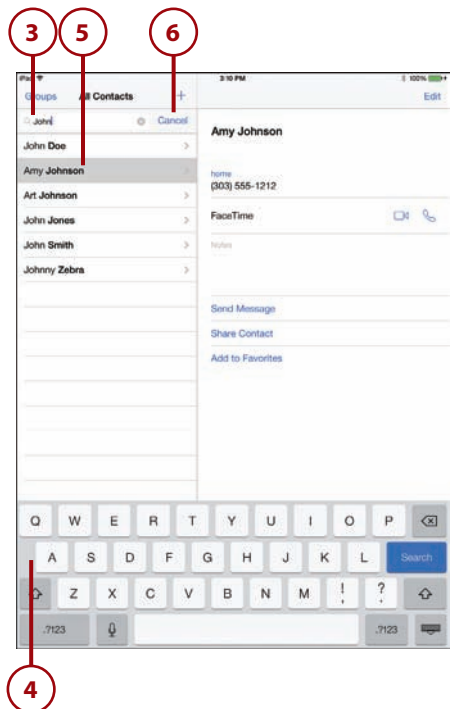 3 5 6
iPad 3:10 PM 100%
Groups All Contacts + Edit
John Cancel
Amy Johnson
John Doe
Amy Johnson
home
(303) 555-1212
Art Johnson
John Jones
FaceTime
John Smith
Notes
Johnny Zebra
Send Message
Share Contact
Add to Favorites
Q W E R T Y U I O P
A S D F G H J K L Search
Z X C V B N M ! , ? .
.?123 .?123
4